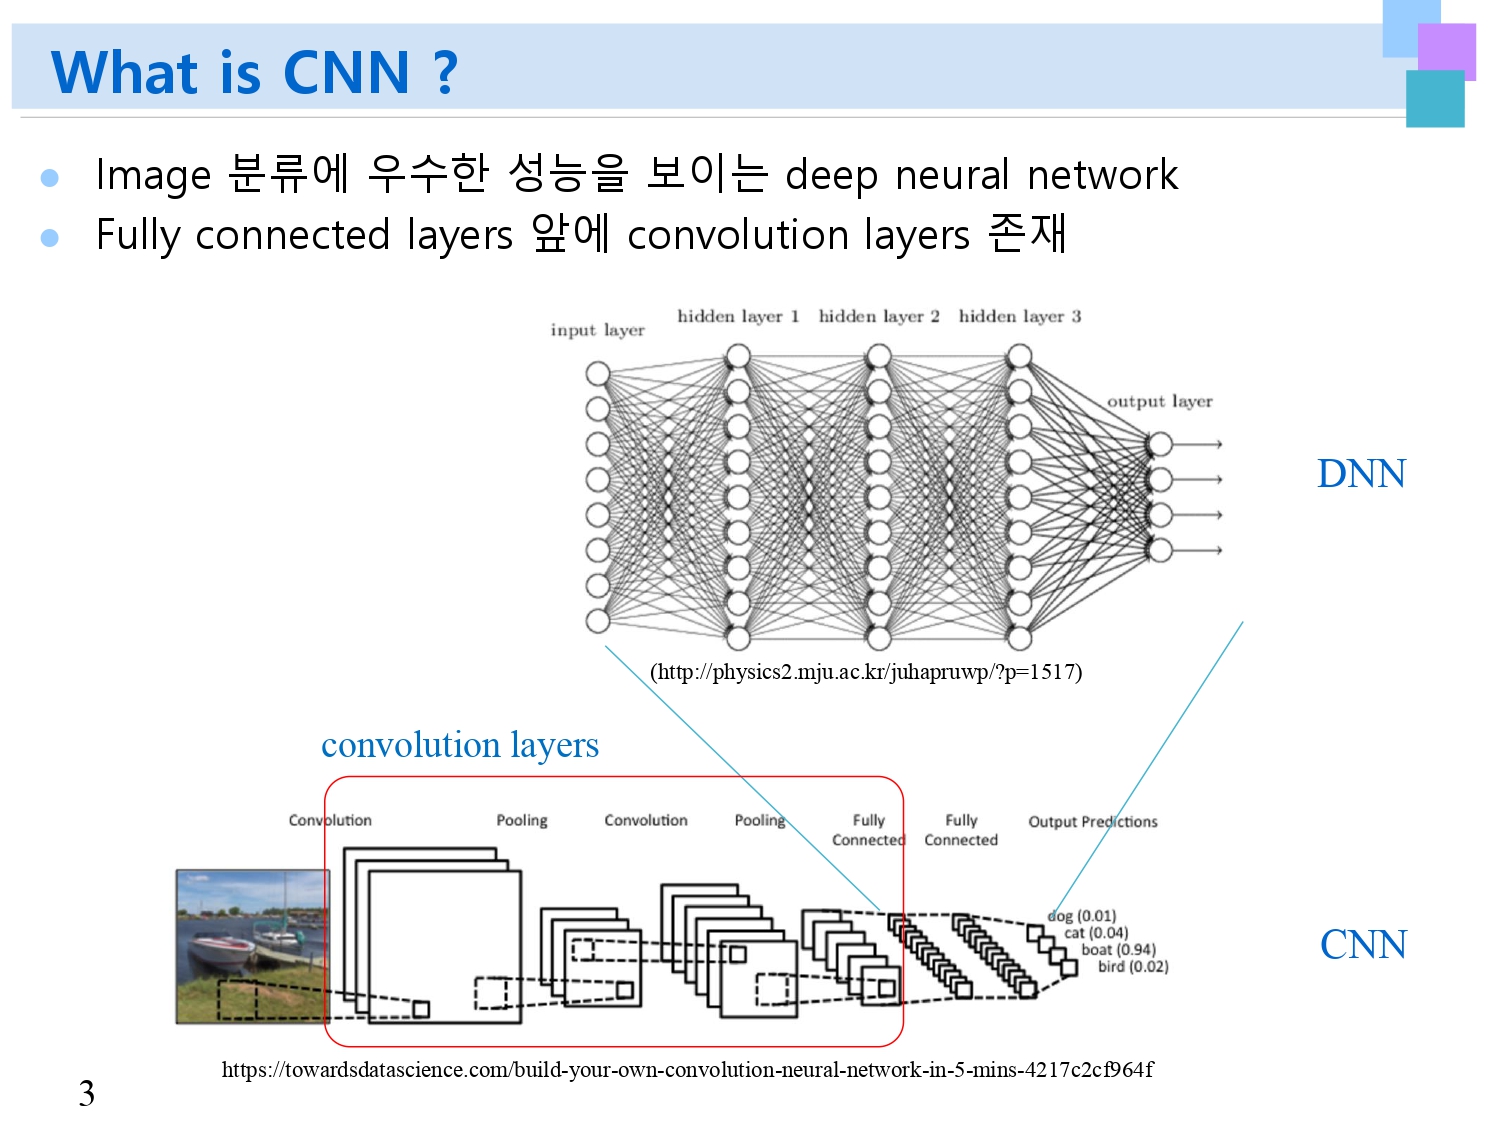 What is CNN ?
Image 분류에 우수한 성능을 보이는 deep neural network
Fully connected layers 앞에 convolution layers 존재
input layer
hidden layer 1
hidden layer 2
hidden layer 3
output layer
DNN
(http://physics2.mju.ac.kr/juhapruwp/?p=1517)
convolution layers
Convolution
Pooling
Convolution
Pooling
Fully
Connected
Fully
Connected
Output Predictions
dog (0.01)
cat (0.04)
boat (0.94)
bird (0.02)
CNN
https://towardsdatascience.com/build-your-own-convolution-neural-network-in-5-mins-4217c2cf964f
3